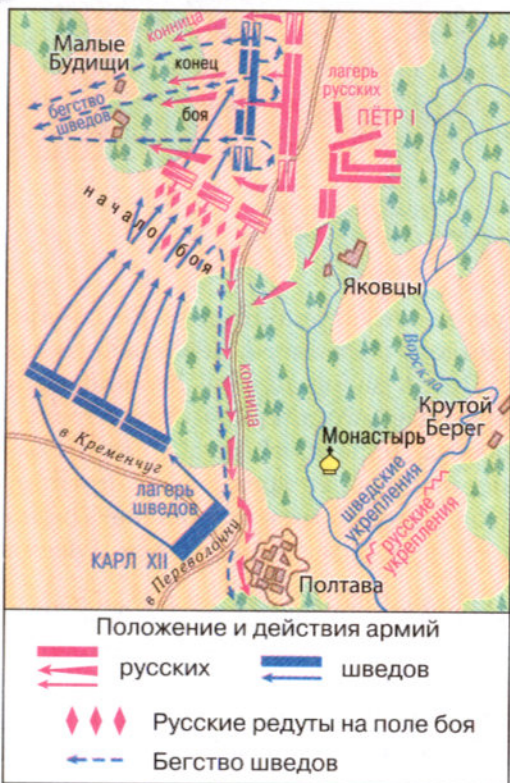 конница
Малые
Будищи
конец
боя
бегство
шведов
лагерь
русских
ПЁТР I
начало боя
Яковцы
Ворскла
конница
Крутой
Берег
в Кременчуг
Монастырь
шведские
укрепления
русские
укрепления
лагерь
шведов
КАРЛ XII
в Переволочну
Полтава
Положение и действия армий
русских
шведов
Русские редуты на поле боя
Бегство шведов